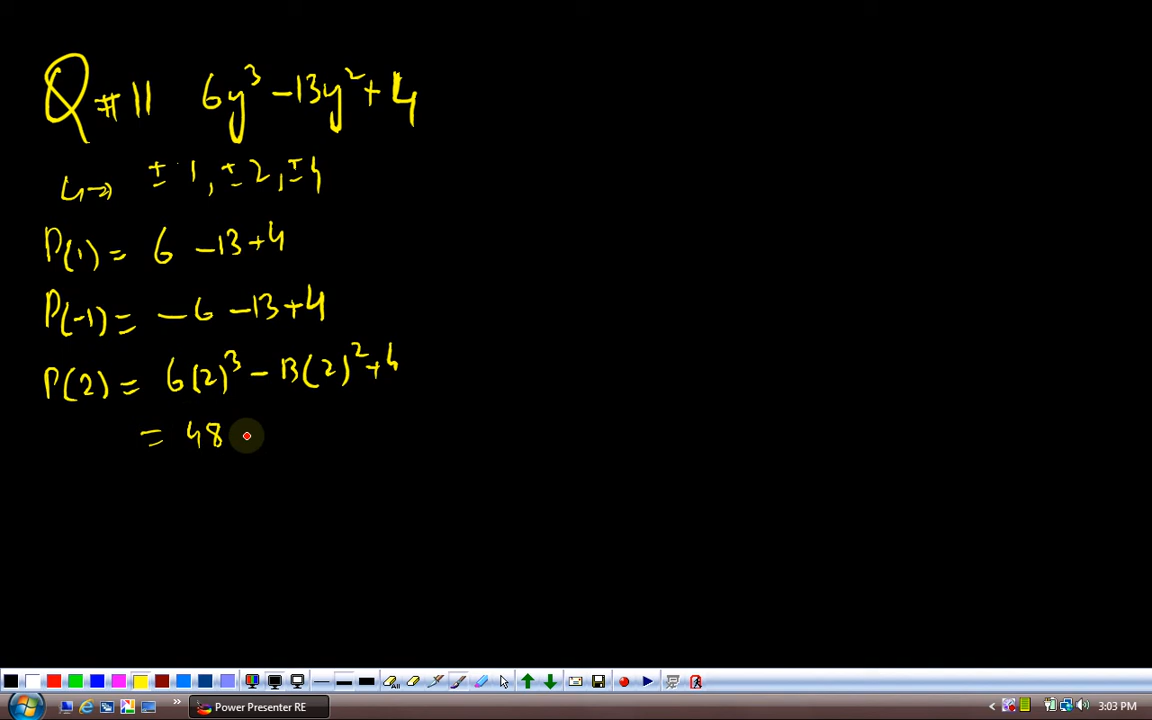 Q # 11 6y³ - 13y² + 4
4 → ± 1, ± 2, ± 4
P(1) = 6 - 13 + 4
P(-1) = - 6 - 13 + 4
P(2) = 6(2)³ - 13(2)² + 4
= 48
Power Presenter RE
3:03 PM